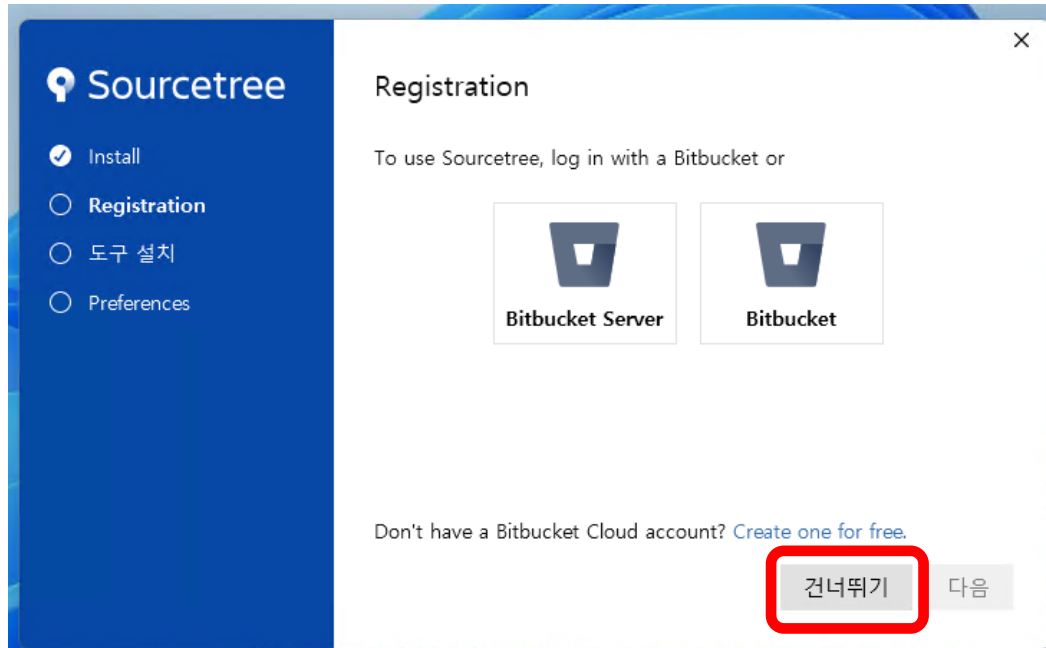 Sourcetree
Install
Registration
도구 설치
Preferences
Registration
To use Sourcetree, log in with a Bitbucket or
Bitbucket Server
Bitbucket
Don't have a Bitbucket Cloud account? Create one for free.
건너뛰기
다음